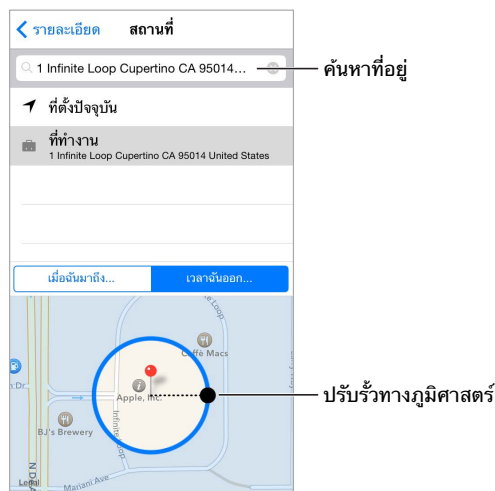 รายละเอียด สถานที่
1 Infinite Loop Cupertino CA 95014...
ค้นหาที่อยู่
ที่ตั้งปัจจุบัน
ที่ทำงาน
1 Infinite Loop Cupertino CA 95014 United States
เมื่อฉันมาถึง... เวลาฉันออก...
Caffè Macs
Apple, Inc.
ปรับรั้วทางภูมิศาสตร์
Dr
BJ's Brewery
Infinite Loop
Mariani Ave
Legal